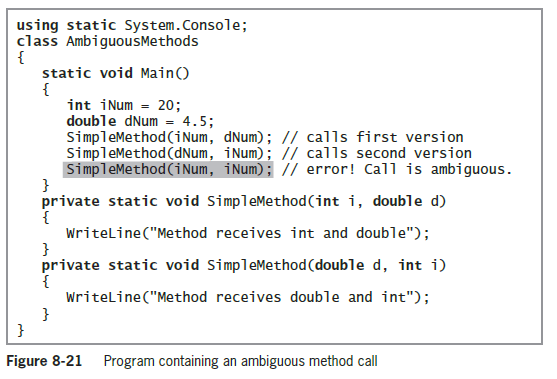 using static System.Console;
class AmbiguousMethods
{
   static void Main()
   {
      int iNum = 20;
      double dNum = 4.5;
      SimpleMethod(iNum, dNum); // calls first version
      SimpleMethod(dNum, iNum); // calls second version
      SimpleMethod(iNum, iNum); // error! Call is ambiguous.
   }
   private static void SimpleMethod(int i, double d)
   {
      WriteLine("Method receives int and double");
   }
   private static void SimpleMethod(double d, int i)
   {
      WriteLine("Method receives double and int");
   }
}
Figure 8-21 Program containing an ambiguous method call